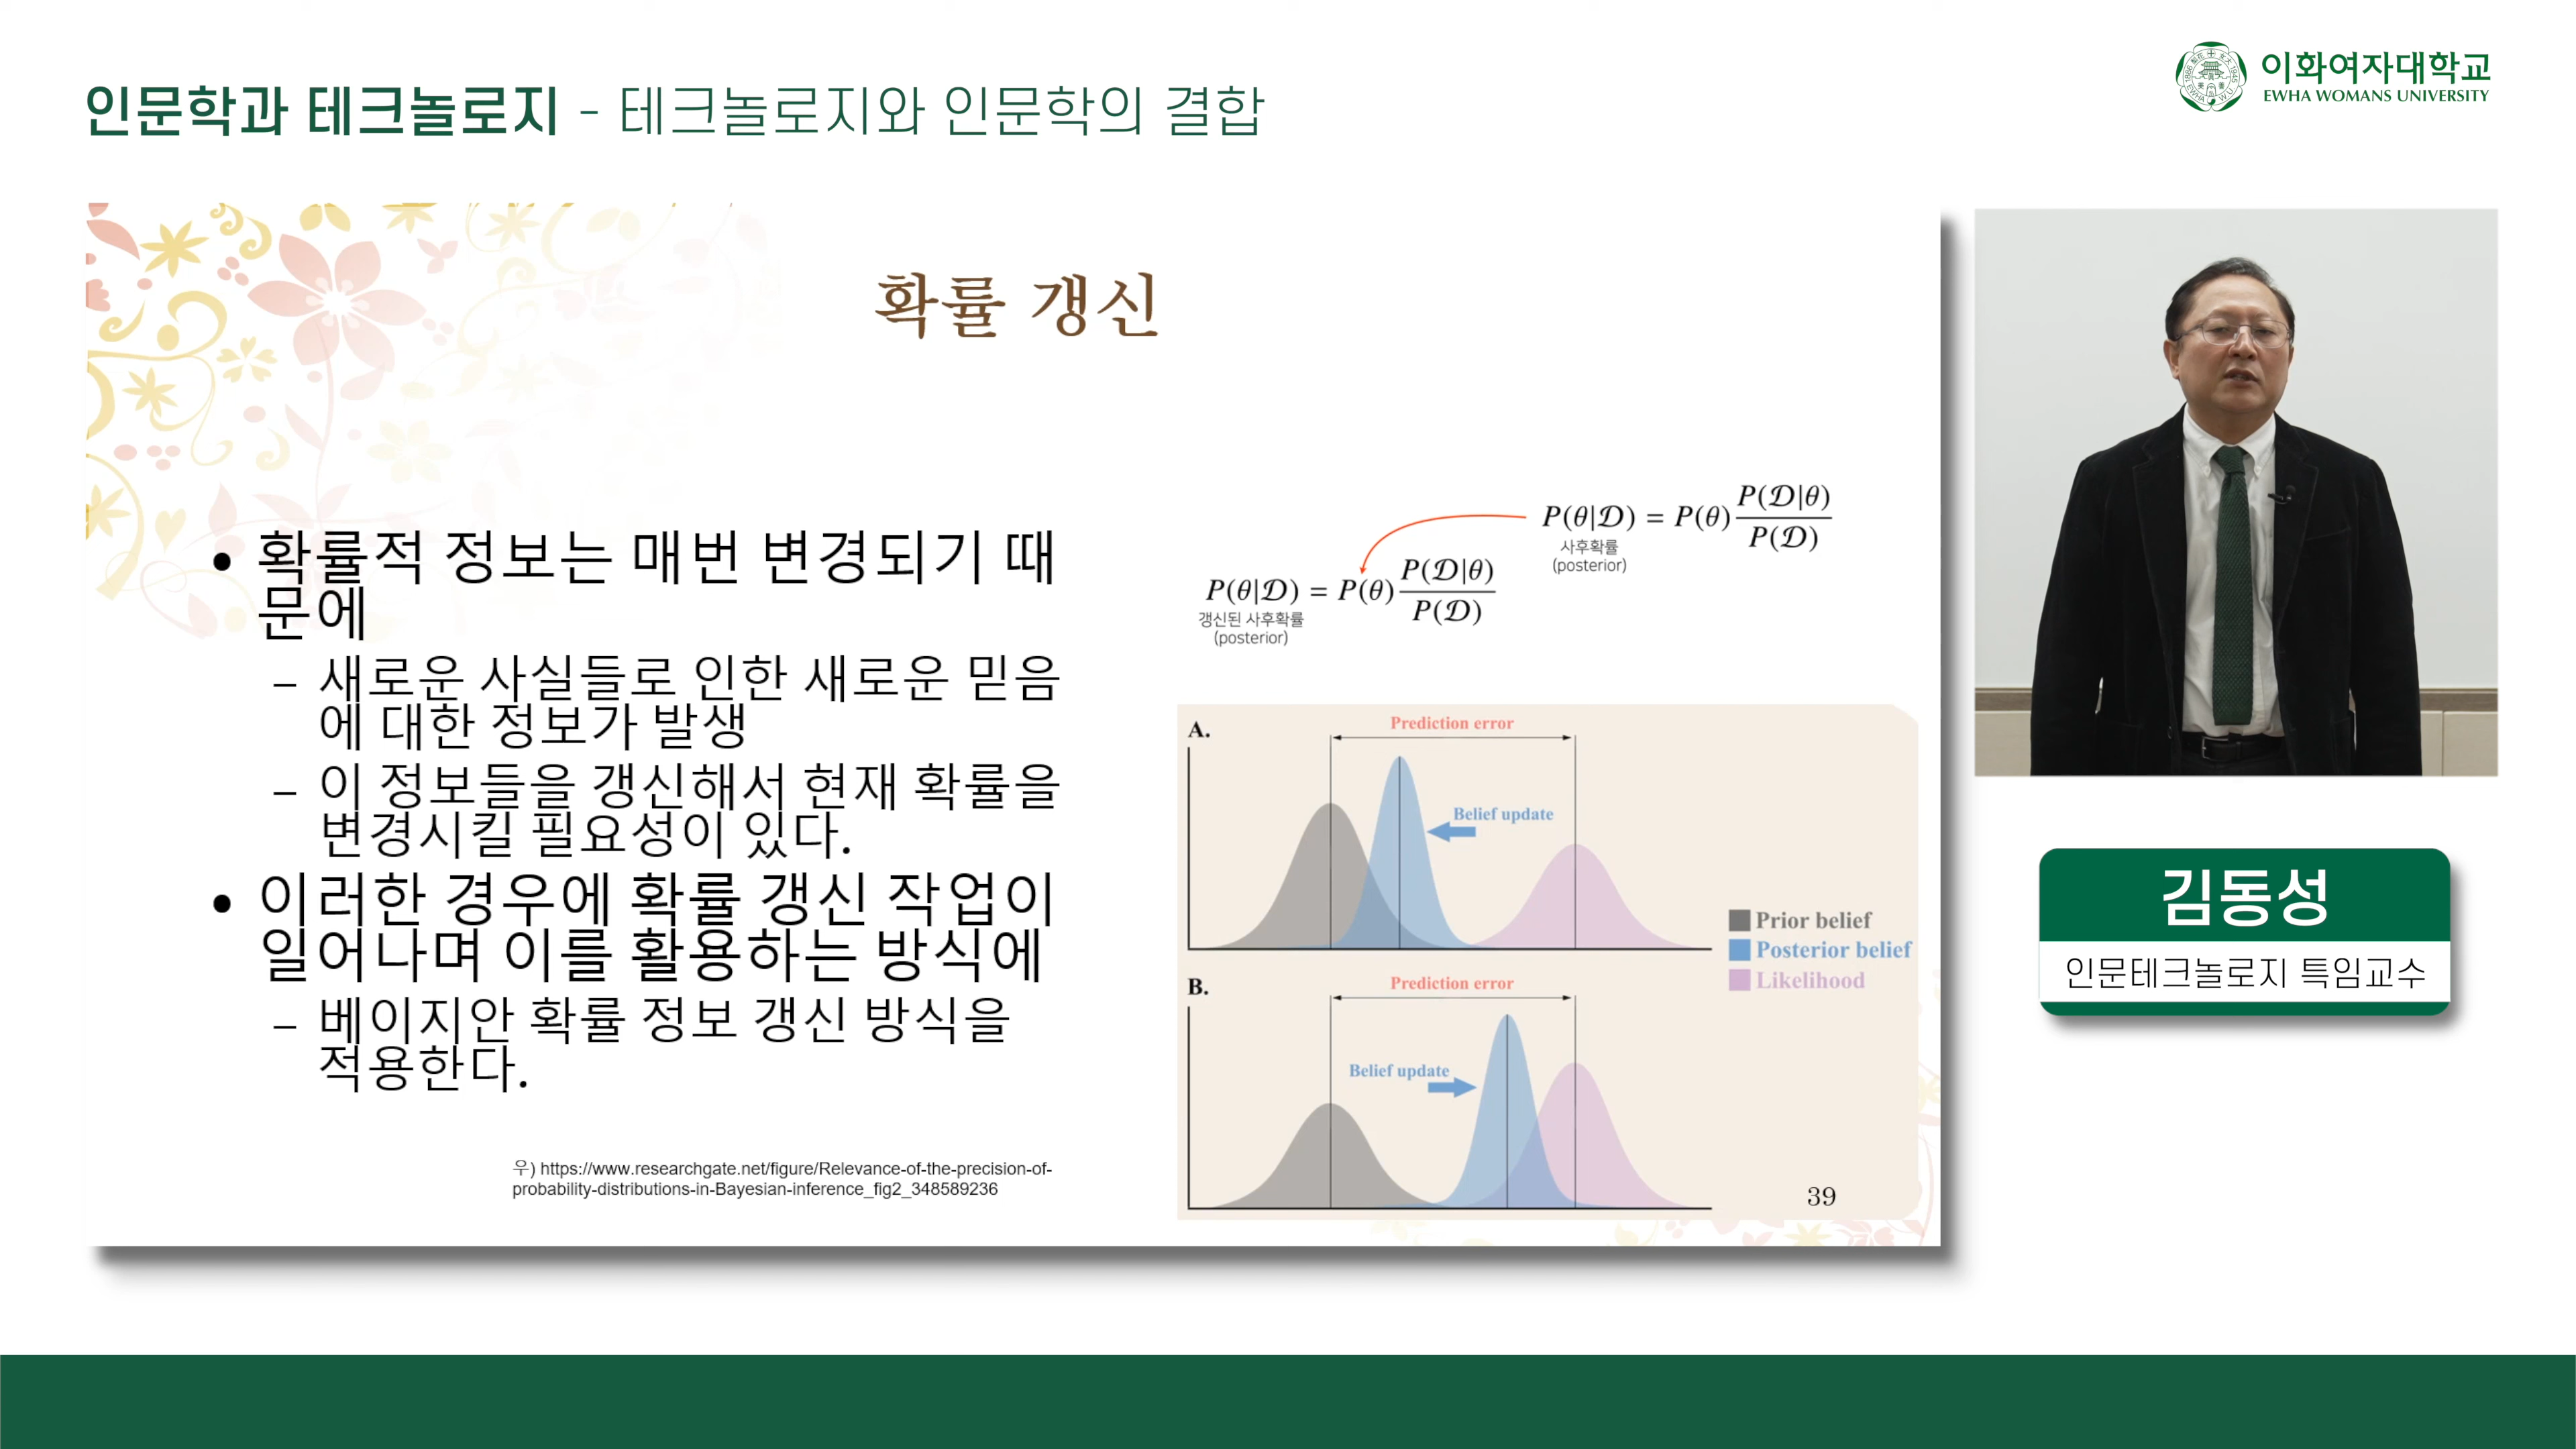 인문학과 테크놀로지 - 테크놀로지와 인문학의 결합
이화여자대학교
EWHA WOMANS UNIVERSITY
확률 갱신
• 확률적 정보는 매번 변경되기 때
문에
– 새로운 사실들로 인한 새로운 믿음
에 대한 정보가 발생
– 이 정보들을 갱신해서 현재 확률을
변경시킬 필요성이 있다.
• 이러한 경우에 확률 갱신 작업이
일어나며 이를 활용하는 방식에
– 베이지안 확률 정보 갱신 방식을
적용한다.
우) https://www.researchgate.net/figure/Relevance-of-the-precision-of-
probability-distributions-in-Bayesian-inference_fig2_348589236
P(θ|𝒟) = P(θ) P(𝒟|θ) / P(𝒟)
사후확률
(posterior)
P(θ|𝒟) = P(θ) P(𝒟|θ) / P(𝒟)
갱신된 사후확률
(posterior)
A.
Prediction error
Belief update
Prior belief
Posterior belief
Likelihood
B.
Prediction error
Belief update
39
김동성
인문테크놀로지 특임교수